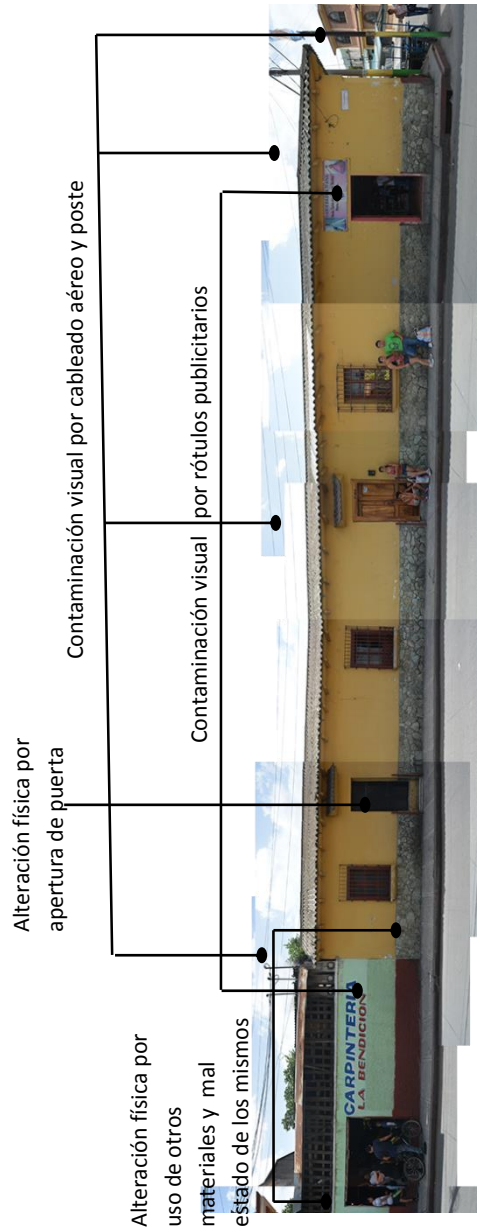 Contaminación visual por cableado aéreo y poste
Contaminación visual por rótulos publicitarios
Alteración física por
apertura de puerta
Alteración física por
uso de otros
materiales y mal
estado de los mismos
CARPINTERIA
LA BENDICION